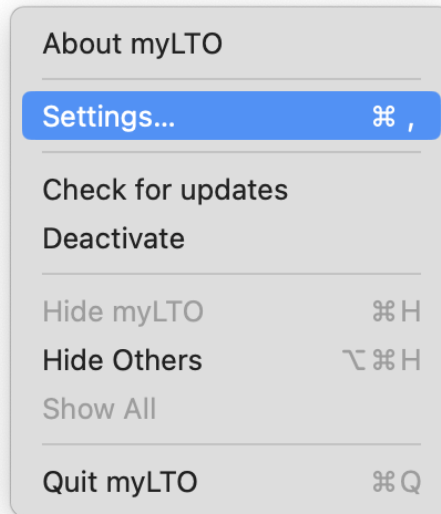 About myLTO
Settings... ⌘ ,
Check for updates
Deactivate
Hide myLTO ⌘H
Hide Others ⌥⌘H
Show All
Quit myLTO ⌘Q